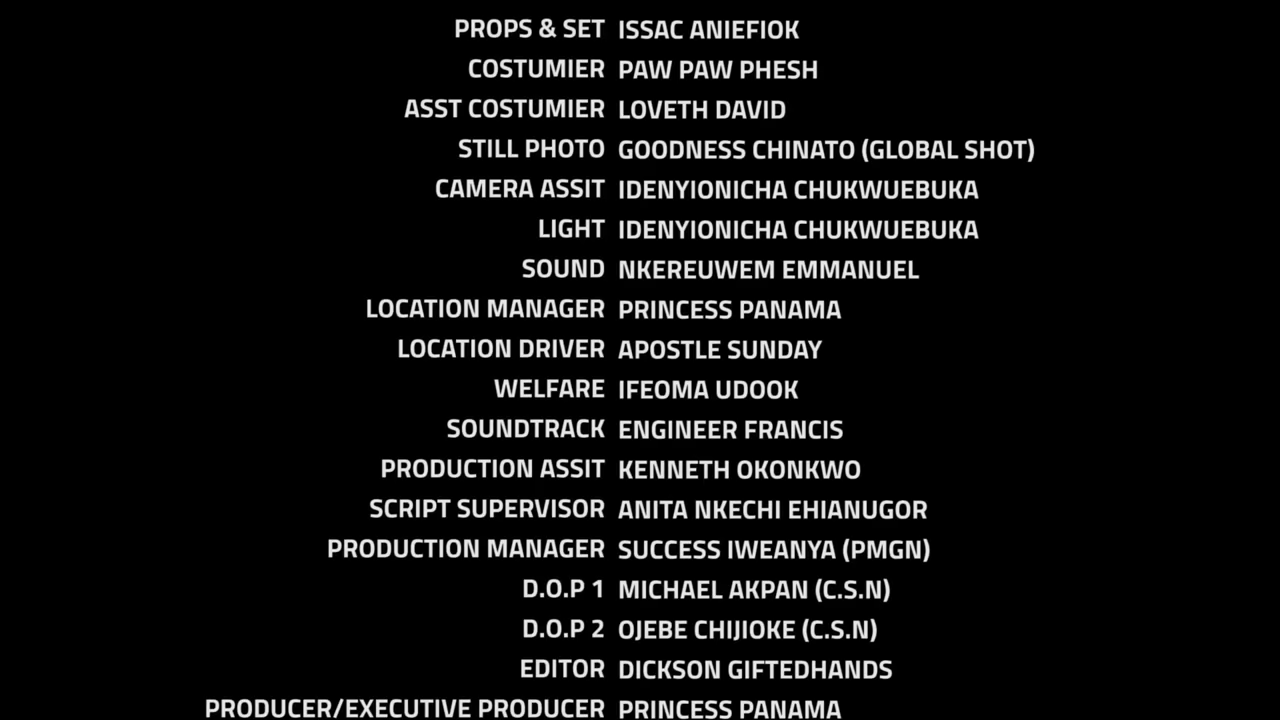 PROPS & SET ISSAC ANIEFIOK
COSTUMIER PAW PAW PHESH
ASST COSTUMIER LOVETH DAVID
STILL PHOTO GOODNESS CHINATO (GLOBAL SHOT)
CAMERA ASSIT IDENYIONICHA CHUKWUEBUKA
LIGHT IDENYIONICHA CHUKWUEBUKA
SOUND NKEREUWEM EMMANUEL
LOCATION MANAGER PRINCESS PANAMA
LOCATION DRIVER APOSTLE SUNDAY
WELFARE IFEOMA UDOOK
SOUNDTRACK ENGINEER FRANCIS
PRODUCTION ASSIT KENNETH OKONKWO
SCRIPT SUPERVISOR ANITA NKECHI EHIANUGOR
PRODUCTION MANAGER SUCCESS IWEANYA (PMGN)
D.O.P 1 MICHAEL AKPAN (C.S.N)
D.O.P 2 OJEBE CHIJIOKE (C.S.N)
EDITOR DICKSON GIFTEDHANDS
PRODUCER/EXECUTIVE PRODUCER PRINCESS PANAMA